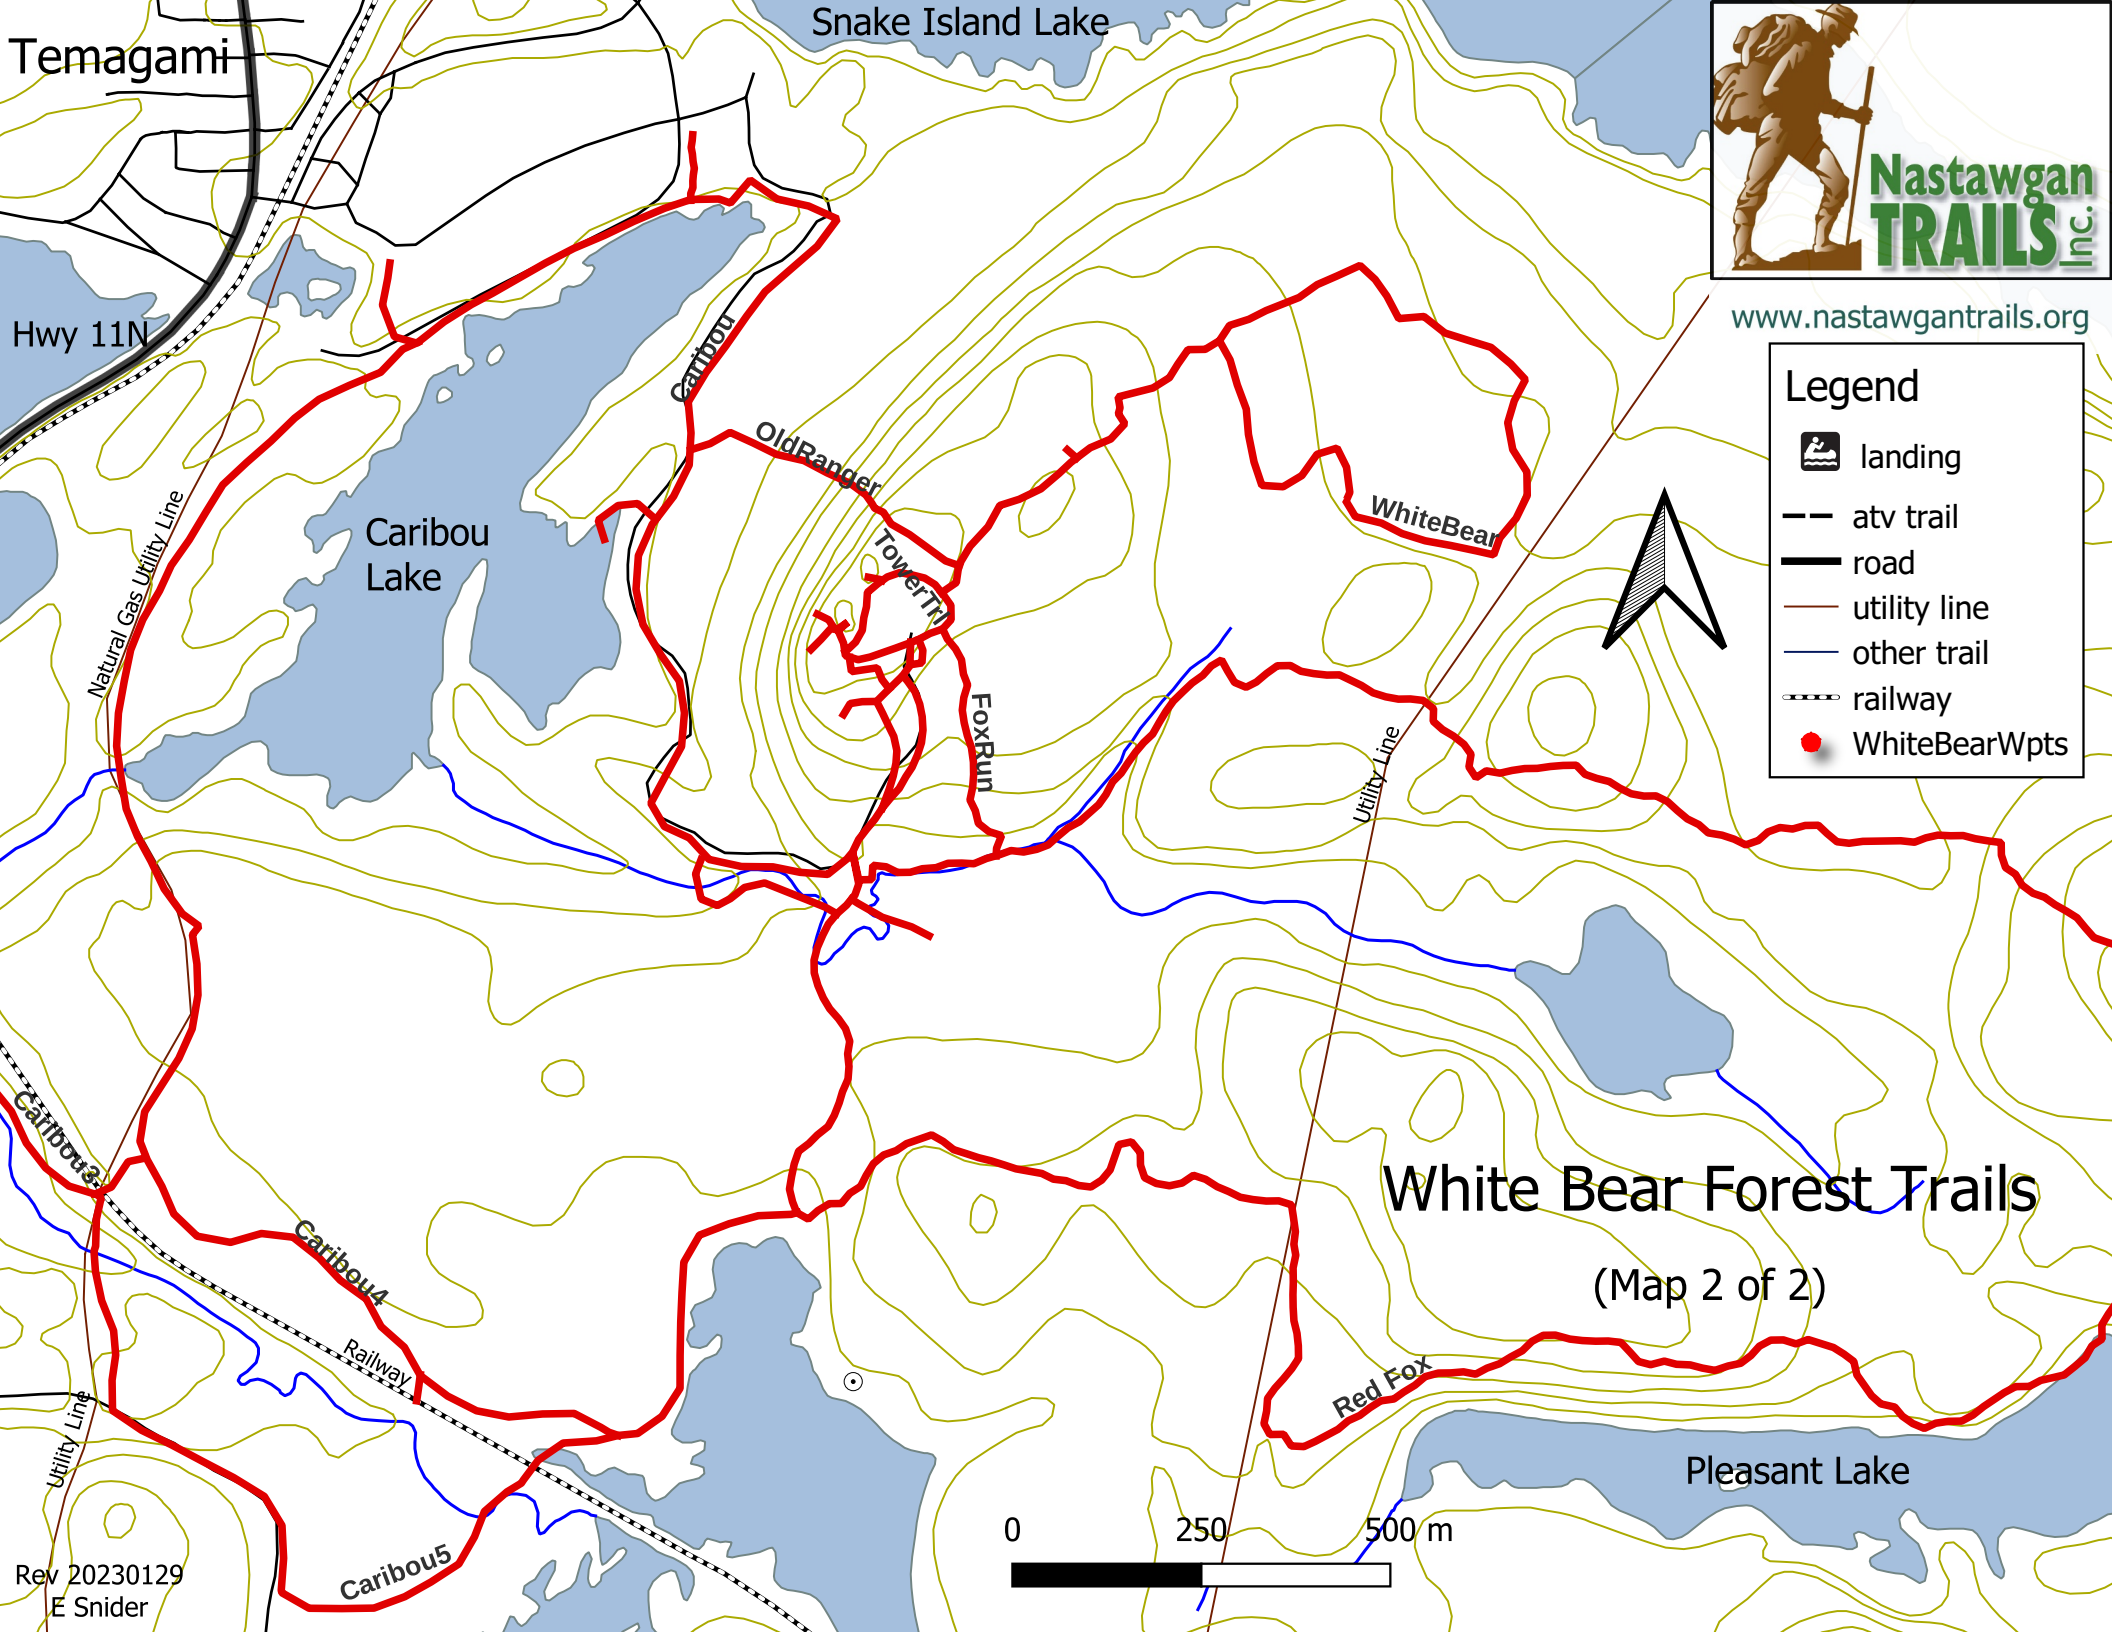 Snake Island Lake
Temagami
Nastawgan
TRAILS Inc.
www.nastawgantrails.org
Hwy 11N
Legend
landing
atv trail
road
utility line
other trail
railway
WhiteBearWpts
Caribou
OldRanger
Natural Gas Utility Line
Caribou
Lake
WhiteBear
TowerTrl
FoxRun
Utility Line
Caribou3
White Bear Forest Trails
(Map 2 of 2)
Caribou4
Railway
Red Fox
Utility Line
Pleasant Lake
0 250 500 m
Caribou5
Rev 20230129
E Snider